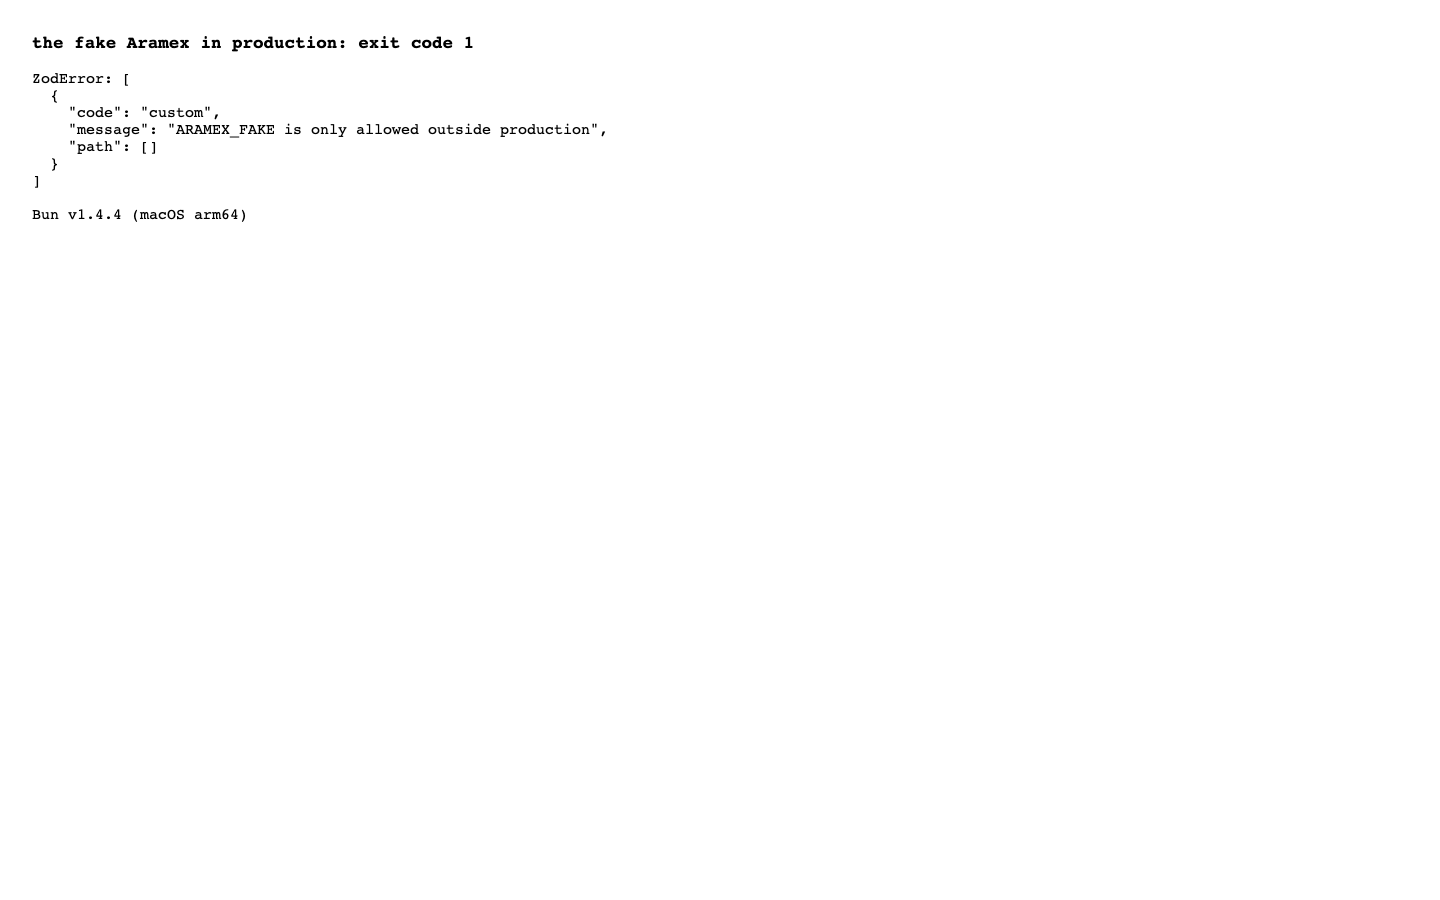 the fake Aramex in production: exit code 1
ZodError: [
  {
    "code": "custom",
    "message": "ARAMEX_FAKE is only allowed outside production",
    "path": []
  }
]
Bun v1.4.4 (macOS arm64)